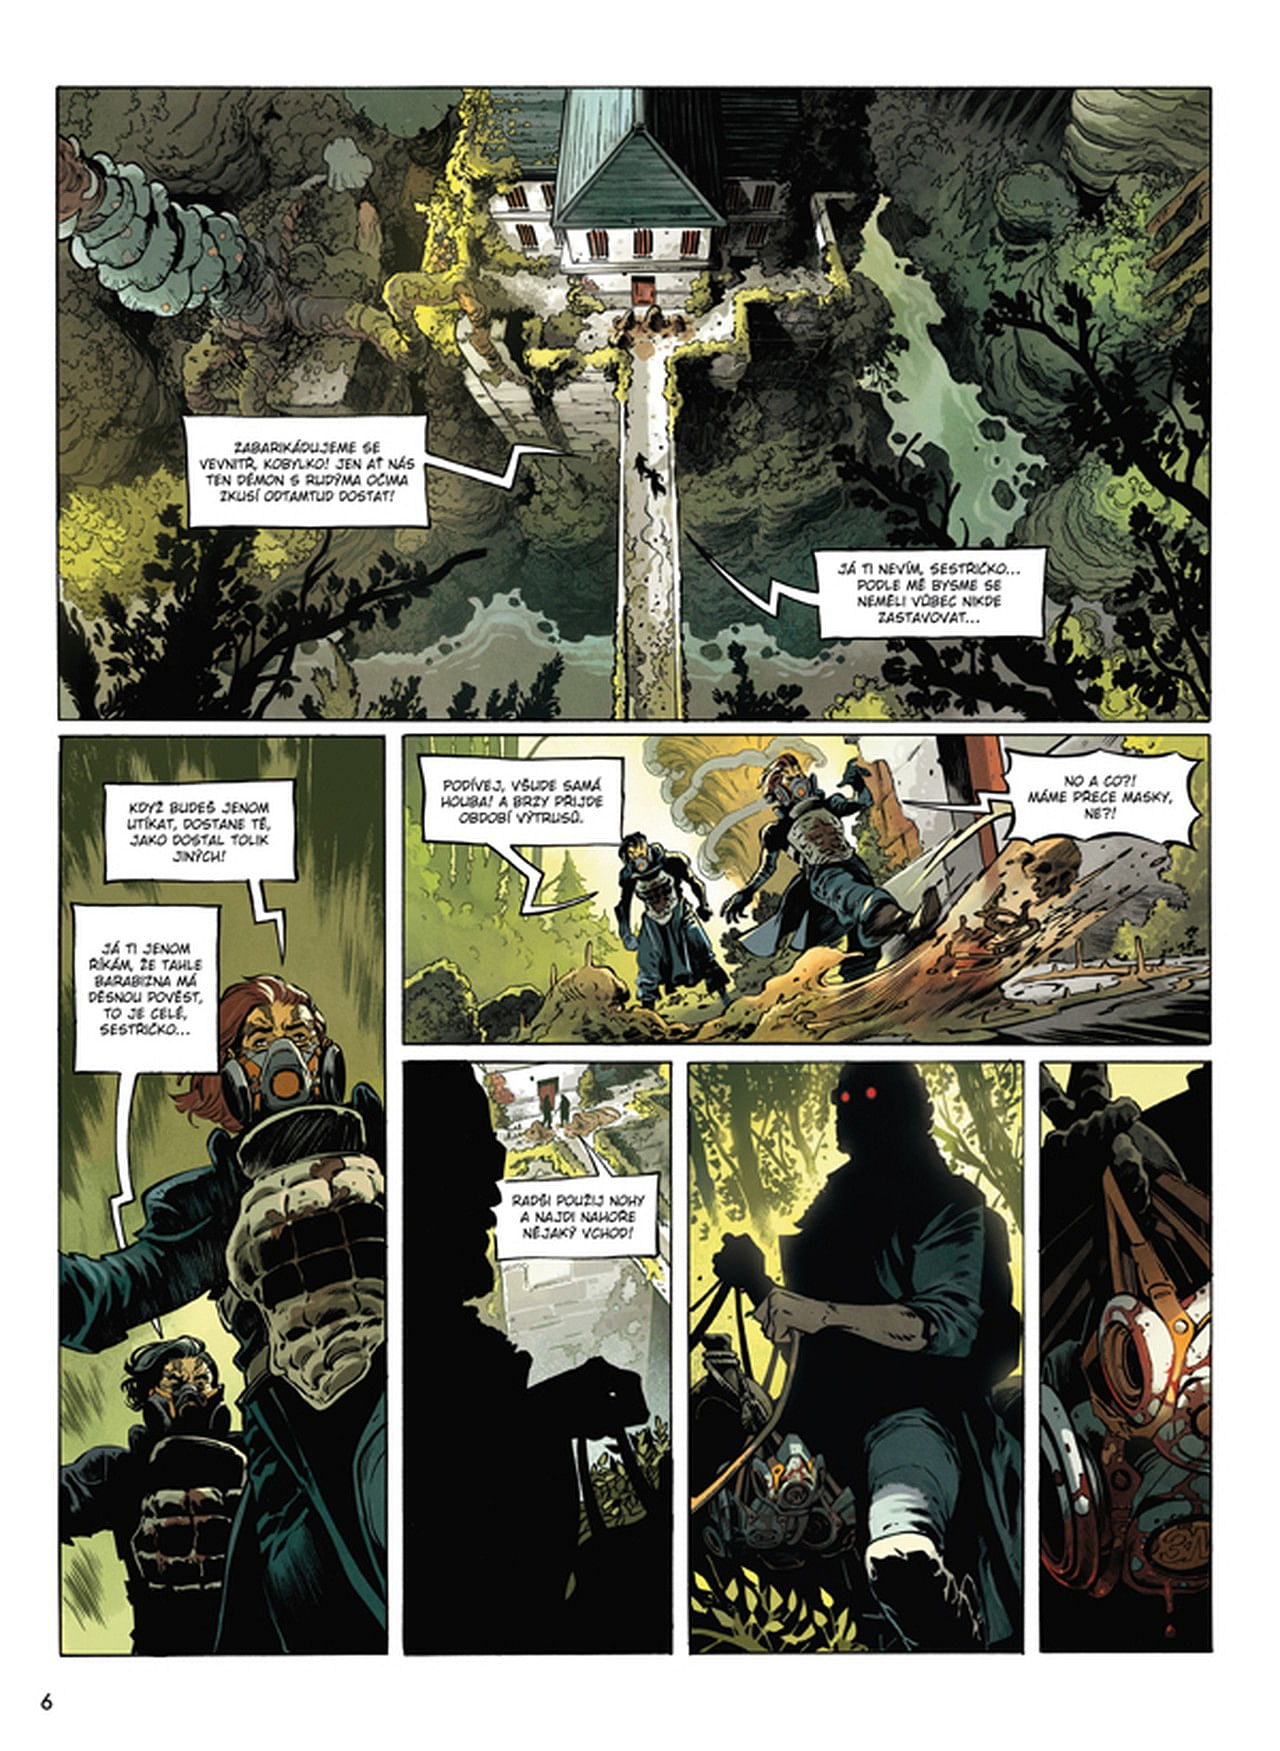 ZABARIKÁDUJEME SE
VEVNITŘ, KOBYLKO! JEN AŤ NÁS
TEN DÉMON S RUDÝMA OČIMA
ZKUSÍ ODTAMTUD DOSTAT!
JÁ TI NEVÍM, SESTŘIČKO...
PODLE MĚ BYSME SE
NEMĚLI VŮBEC NIKDE
ZASTAVOVAT...
KDYŽ BUDEŠ JENOM
UTÍKAT, DOSTANE TĚ,
JAKO DOSTAL TOLIK
JINÝCH!
JÁ TI JENOM
ŘÍKÁM, ŽE TAHLE
BARABIZNA MÁ
DĚSNOU POVĚST,
TO JE CELÉ,
SESTŘIČKO...
PODÍVEJ, VŠUDE SAMÁ
HOUBA! A BRZY PŘIJDE
OBDOBÍ VÝTRUSŮ.
NO A CO?!
MÁME PŘECE MASKY,
NE?!
RADŠI POUŽIJ NOHY
A NAJDI NAHOŘE
NĚJAKÝ VCHOD!
3M
6